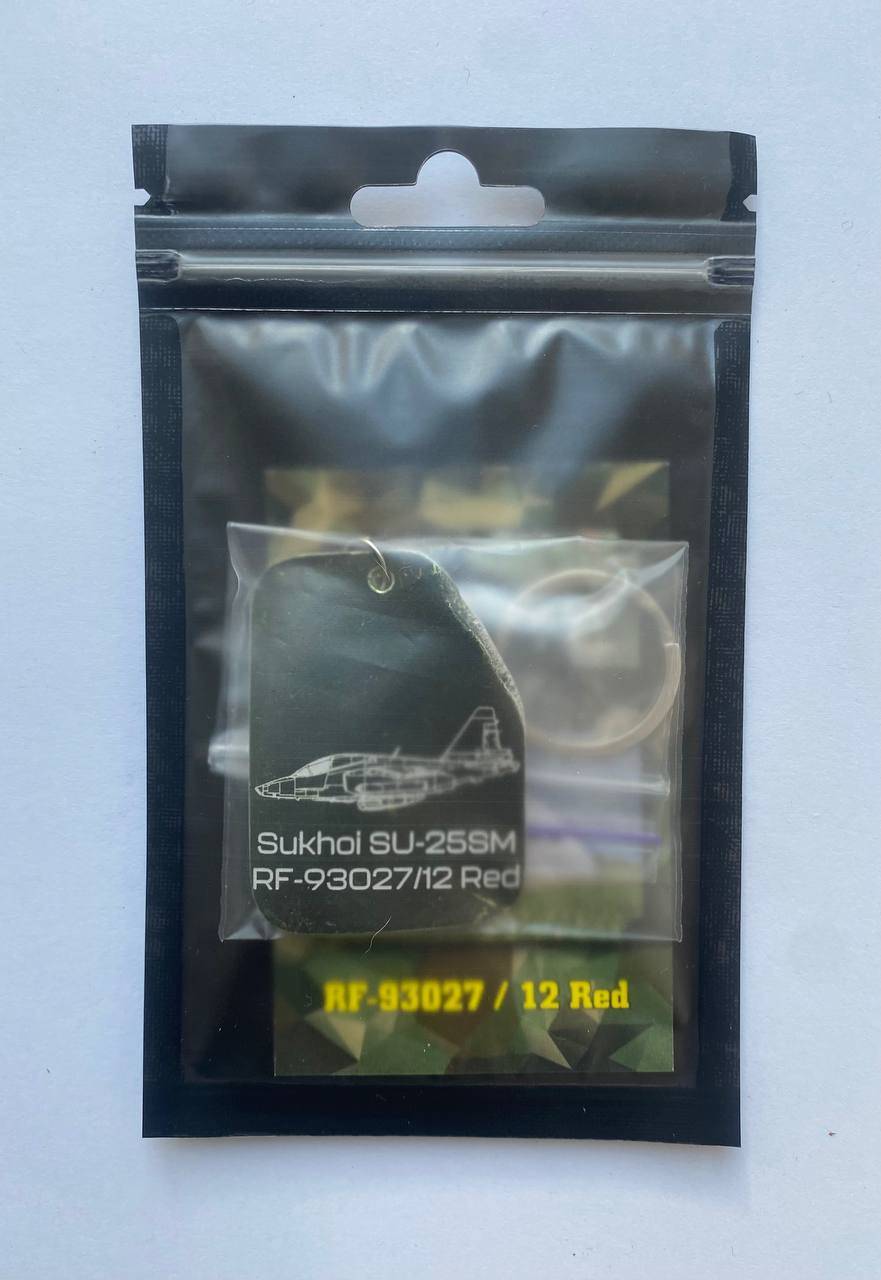 Sukhoi SU-25SM
RF-93027/12 Red
RF-93027 / 12 Red